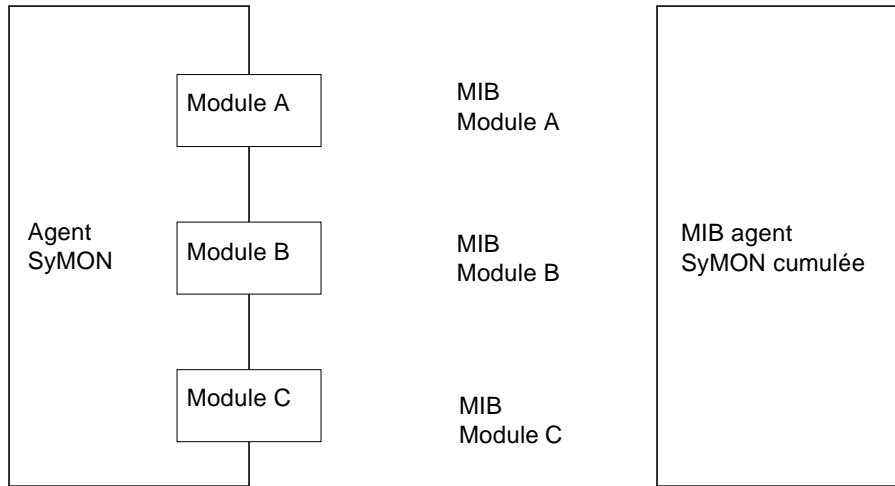 Module A
MIB
Module A
Agent
SyMON
Module B
MIB
Module B
MIB agent
SyMON cumulée
Module C
MIB
Module C